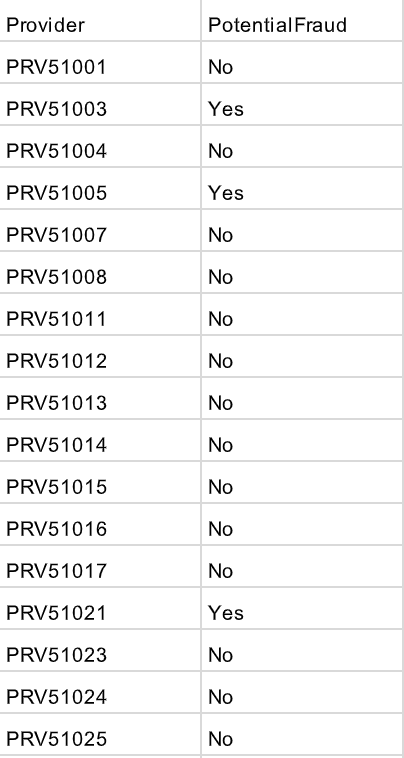 Provider PotentialFraud
PRV51001 No
PRV51003 Yes
PRV51004 No
PRV51005 Yes
PRV51007 No
PRV51008 No
PRV51011 No
PRV51012 No
PRV51013 No
PRV51014 No
PRV51015 No
PRV51016 No
PRV51017 No
PRV51021 Yes
PRV51023 No
PRV51024 No
PRV51025 No